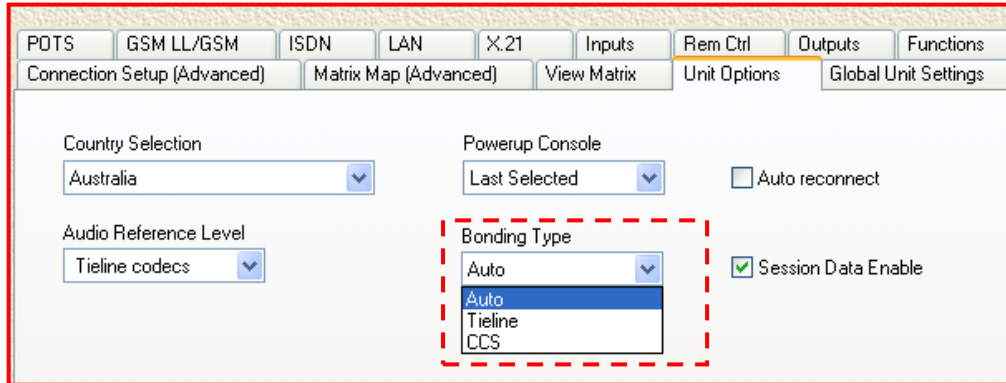 POTS GSM LL/GSM ISDN LAN X.21 Inputs Rem Ctrl Outputs Functions
Connection Setup (Advanced) Matrix Map (Advanced) View Matrix Unit Options Global Unit Settings
Country Selection Powerup Console
Australia Last Selected Auto reconnect
Audio Reference Level Bonding Type
Tieline codecs Auto Session Data Enable
Auto
Tieline
CCS